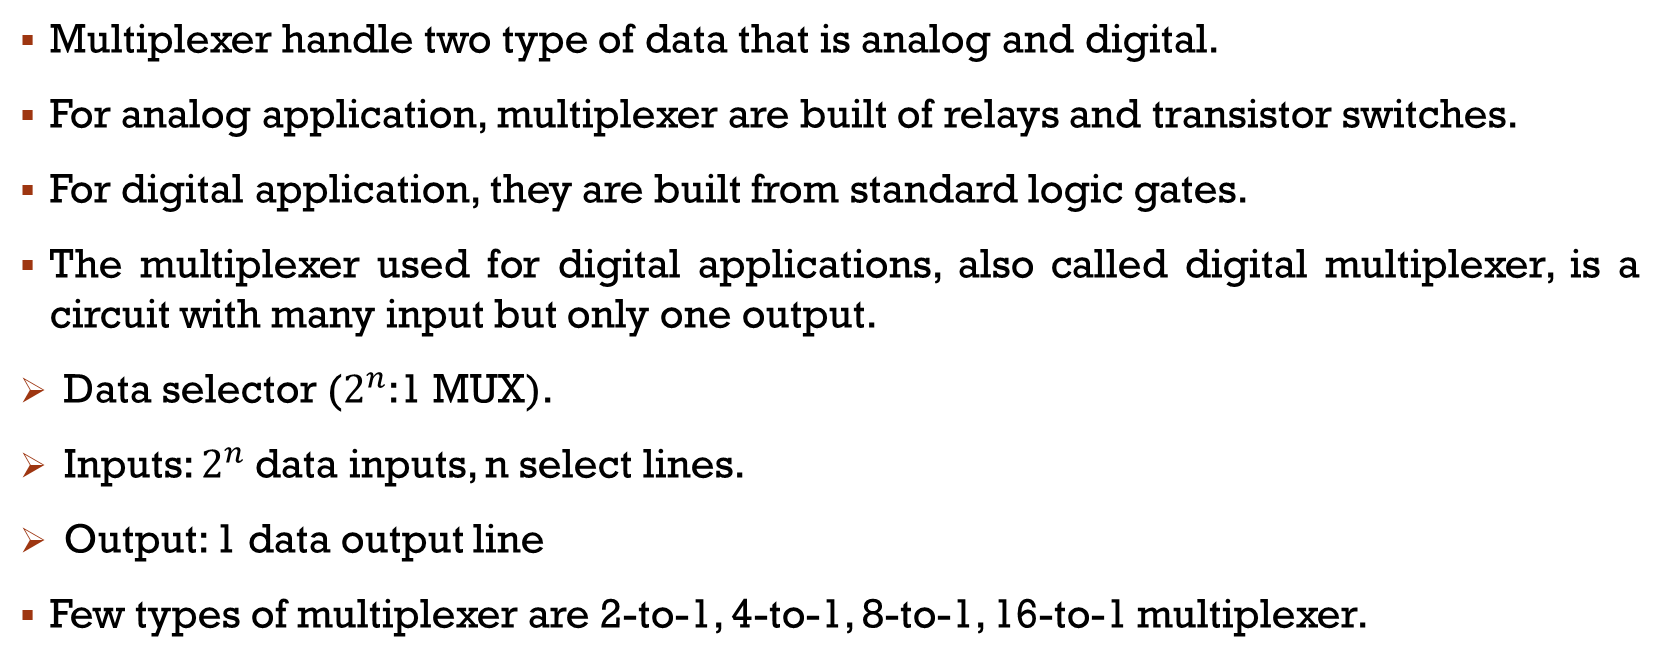 ▪ Multiplexer handle two type of data that is analog and digital.
▪ For analog application, multiplexer are built of relays and transistor switches.
▪ For digital application, they are built from standard logic gates.
▪ The multiplexer used for digital applications, also called digital multiplexer, is a
circuit with many input but only one output.
➢ Data selector (2ⁿ:1 MUX).
➢ Inputs: 2ⁿ data inputs, n select lines.
➢ Output: 1 data output line
▪ Few types of multiplexer are 2-to-1, 4-to-1, 8-to-1, 16-to-1 multiplexer.